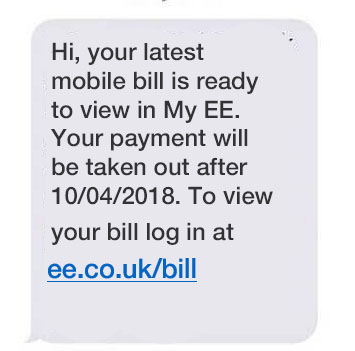 Hi, your latest
mobile bill is ready
to view in My EE.
Your payment will
be taken out after
10/04/2018. To view
your bill log in at
ee.co.uk/bill